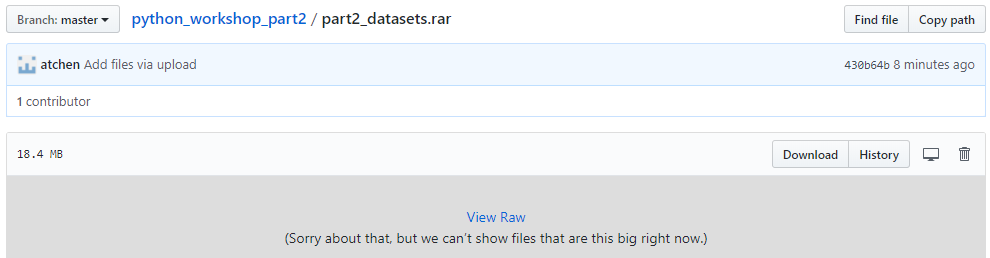 Branch: master python_workshop_part2 / part2_datasets.rar Find file Copy path
atchen Add files via upload 430b64b 8 minutes ago
1 contributor
18.4 MB Download History
View Raw
(Sorry about that, but we can't show files that are this big right now.)